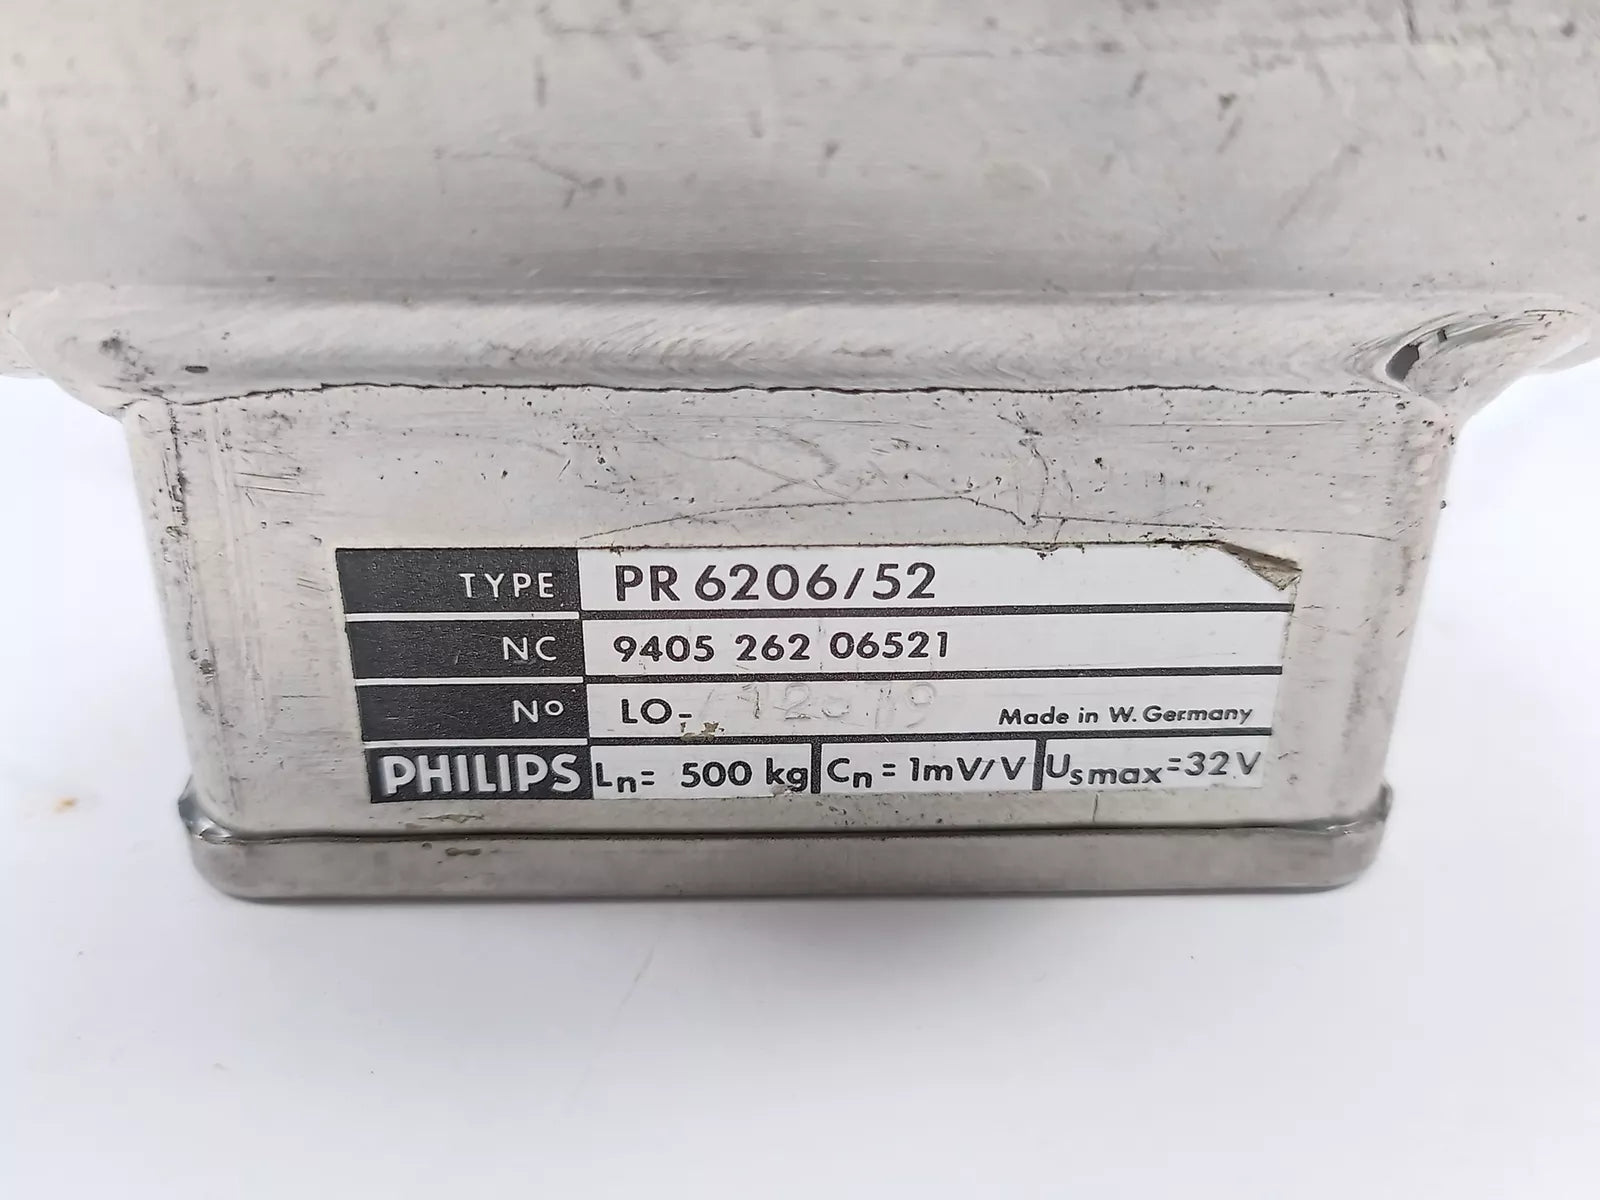 TYPE PR 6206/52
NC 9405 262 06521
Nº LO- Made in W. Germany
PHILIPS Ln= 500 kg Cn = 1mV/V Usmax=32V